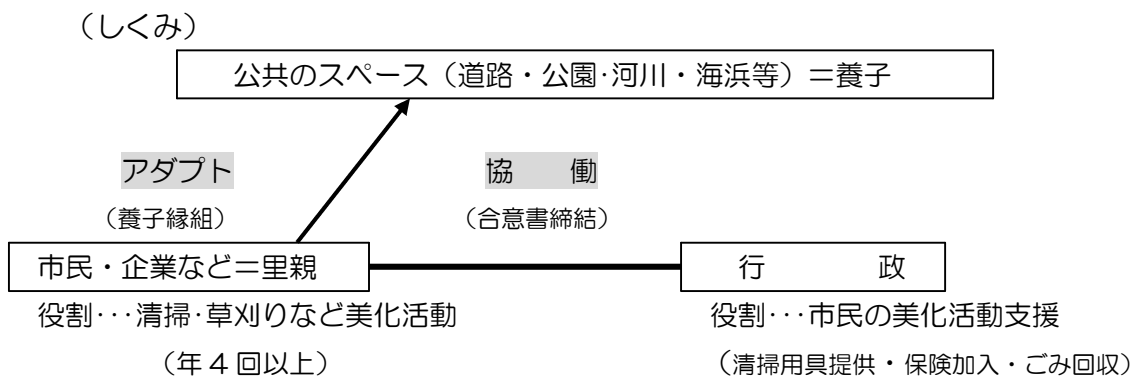 （しくみ）
公共のスペース（道路・公園･河川・海浜等）＝養子
アダプト　協　働
（養子縁組）　（合意書締結）
市民・企業など＝里親　行　政
役割･･･清掃･草刈りなど美化活動　役割･･･市民の美化活動支援
（年４回以上）　（清掃用具提供・保険加入・ごみ回収）